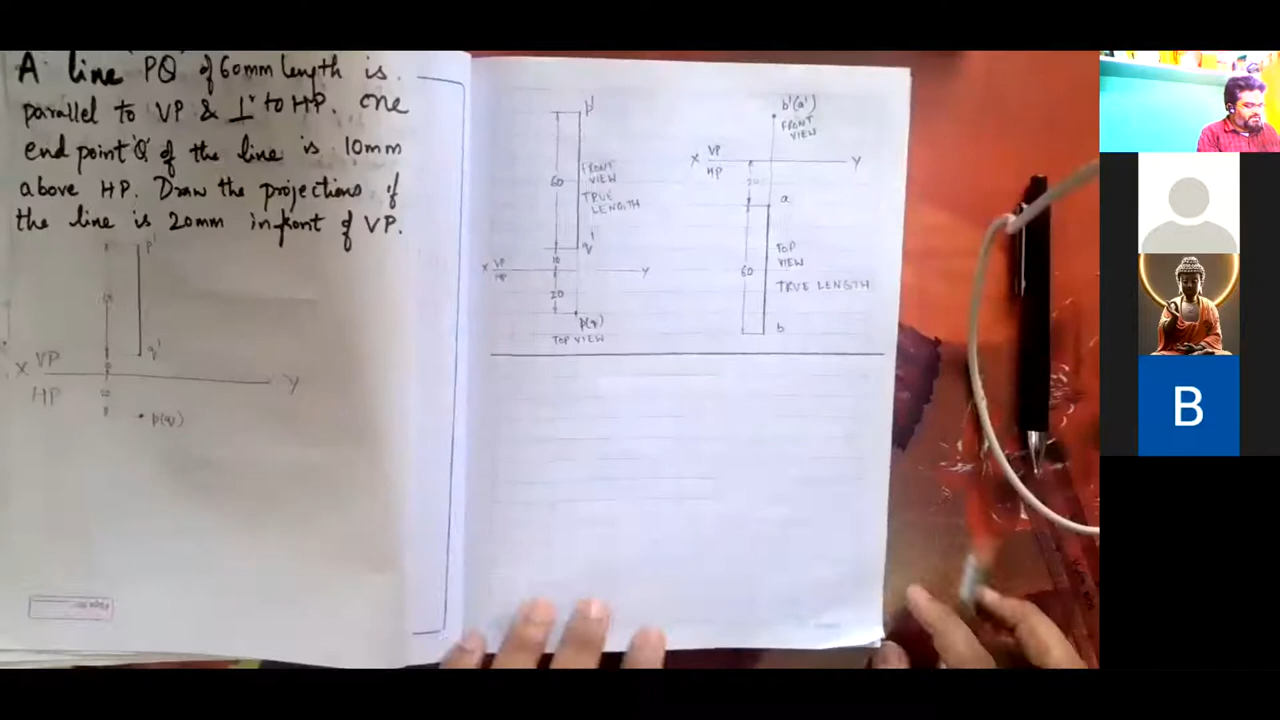 A line 'PQ' of 60mm length is
parallel to VP & ⊥r to HP. One
end point 'Q' of the line is 10mm
above HP. Draw the projections if
the line is 20mm infront of VP.
p'
q'
X VP Y
HP
p(q)
p'
60
FRONT
VIEW
TRUE
LENGTH
q'
10
X VP Y
HP
20
p(q)
TOP VIEW
b'(a')
FRONT
VIEW
X VP Y
HP
20
a
TOP
VIEW
60
TRUE LENGTH
b
B